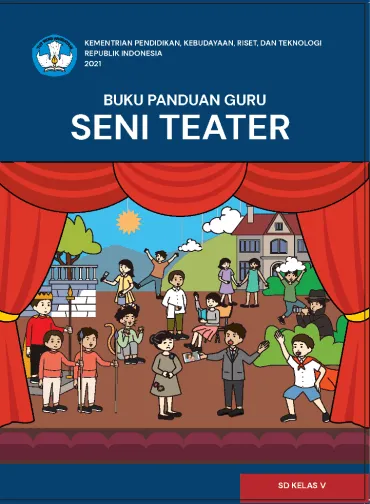 KEMENTRIAN PENDIDIKAN, KEBUDAYAAN, RISET, DAN TEKNOLOGI
REPUBLIK INDONESIA
2021
BUKU PANDUAN GURU
SENI TEATER
SD KELAS V